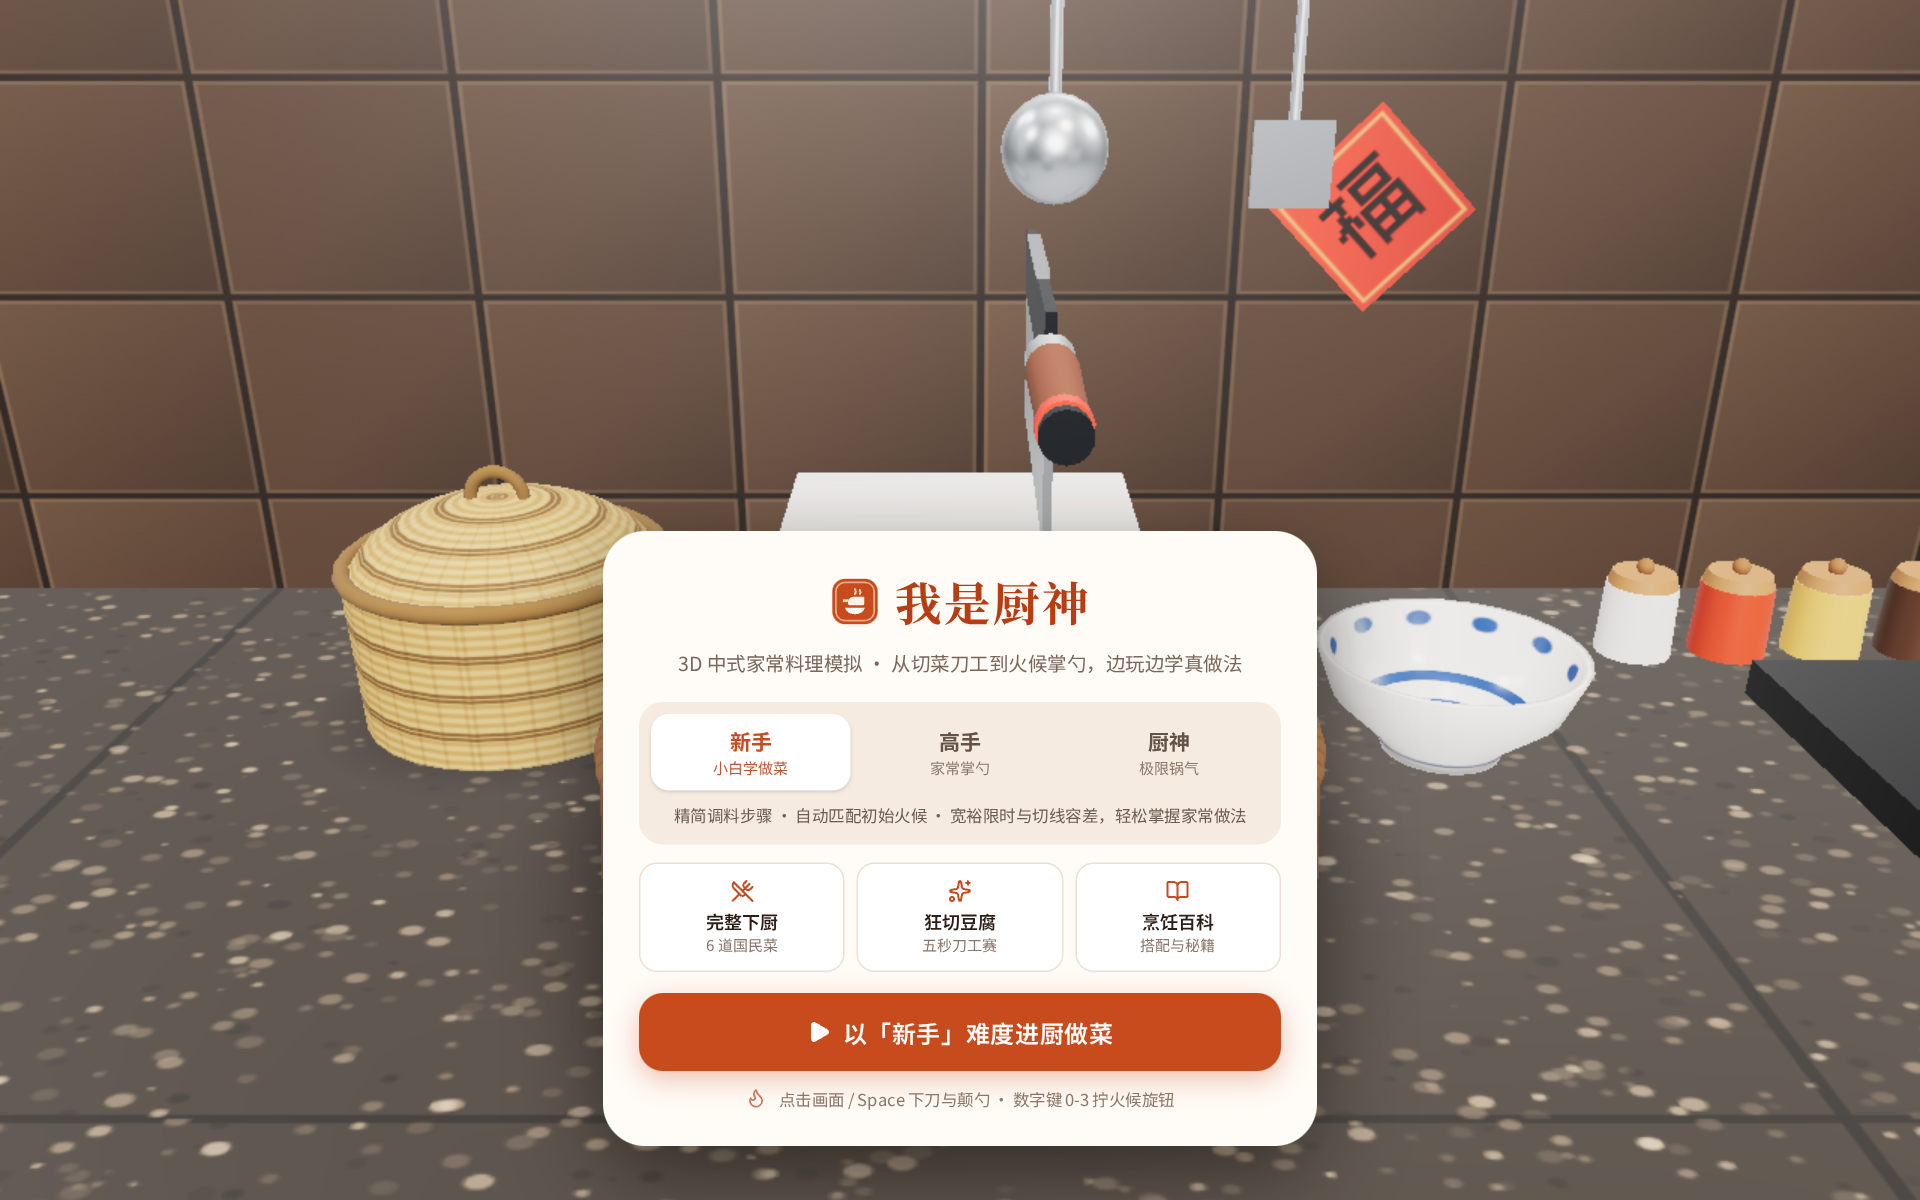 福
我是厨神
3D 中式家常料理模拟 · 从切菜刀工到火候掌勺，边玩边学真做法
新手
小白学做菜
高手
家常掌勺
厨神
极限锅气
精简调料步骤 · 自动匹配初始火候 · 宽裕限时与切线容差，轻松掌握家常做法
完整下厨
6 道国民菜
狂切豆腐
五秒刀工赛
烹饪百科
搭配与秘籍
以「新手」难度进厨做菜
点击画面 / Space 下刀与颠勺 · 数字键 0-3 拧火候旋钮